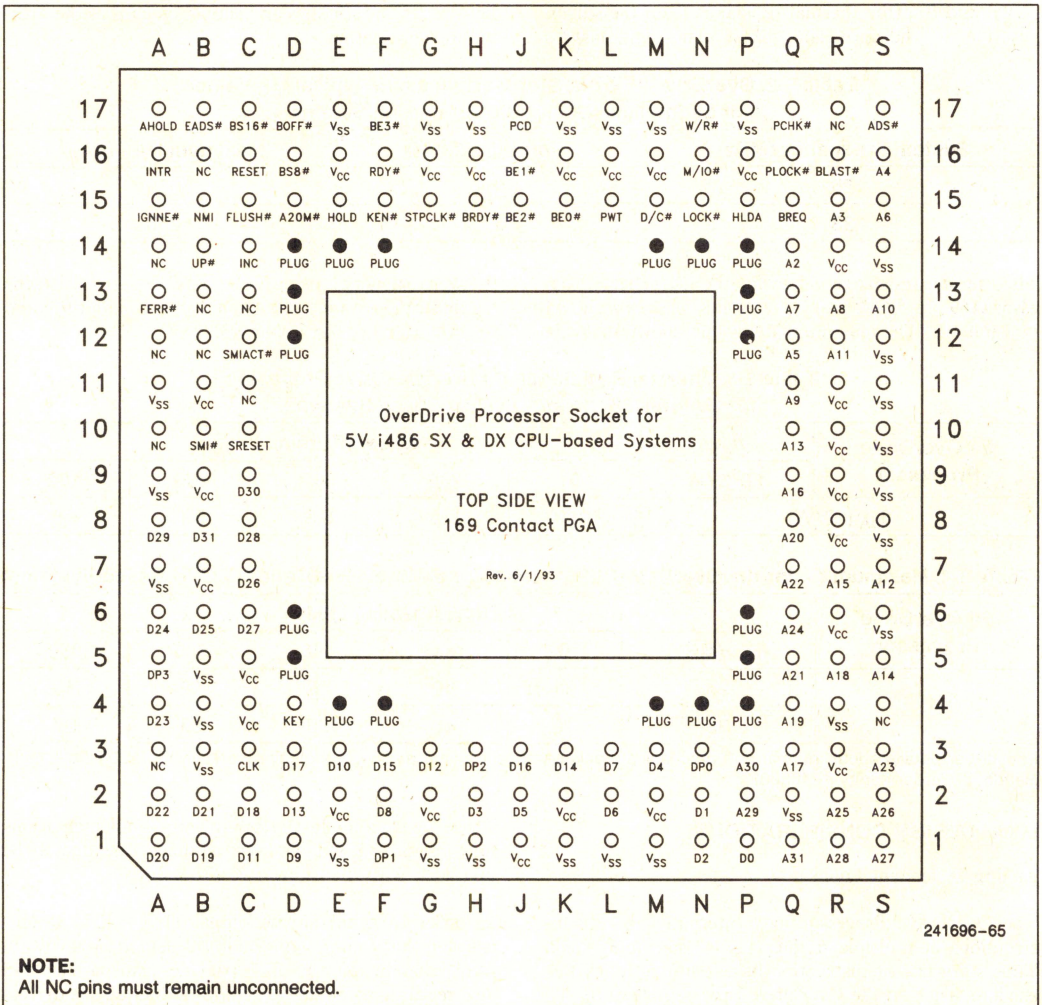 A B C D E F G H J K L M N P Q R S
17 17
AHOLD EADS# BS16# BOFF# VSS BE3# VSS VSS PCD VSS VSS VSS W/R# VSS PCHK# NC ADS#
16 16
INTR NC RESET BS8# VCC RDY# VCC VCC BE1# VCC VCC VCC M/IO# VCC PLOCK# BLAST# A4
15 15
IGNNE# NMI FLUSH# A20M# HOLD KEN# STPCLK# BRDY# BE2# BE0# PWT D/C# LOCK# HLDA BREQ A3 A6
14 14
NC UP# INC PLUG PLUG PLUG PLUG PLUG PLUG A2 VCC VSS
13 13
FERR# NC NC PLUG PLUG A7 A8 A10
12 12
NC NC SMIACT# PLUG PLUG A5 A11 VSS
11 11
VSS VCC NC A9 VCC VSS
OverDrive Processor Socket for
10 10
5V i486 SX & DX CPU-based Systems
NC SMI# SRESET A13 VCC VSS
9 9
VSS VCC D30 A16 VCC VSS
TOP SIDE VIEW
8 8
169 Contact PGA
D29 D31 D28 A20 VCC VSS
7 7
Rev. 6/1/93
VSS VCC D26 A22 A15 A12
6 6
D24 D25 D27 PLUG PLUG A24 VCC VSS
5 5
DP3 VSS VCC PLUG PLUG A21 A18 A14
4 4
D23 VSS VCC KEY PLUG PLUG PLUG PLUG PLUG A19 VSS NC
3 3
NC VSS CLK D17 D10 D15 D12 DP2 D16 D14 D7 D4 DP0 A30 A17 VCC A23
2 2
D22 D21 D18 D13 VCC D8 VCC D3 D5 VCC D6 VCC D1 A29 VSS A25 A26
1 1
D20 D19 D11 D9 VSS DP1 VSS VSS VCC VSS VSS VSS D2 D0 A31 A28 A27
A B C D E F G H J K L M N P Q R S
241696-65
NOTE:
All NC pins must remain unconnected.